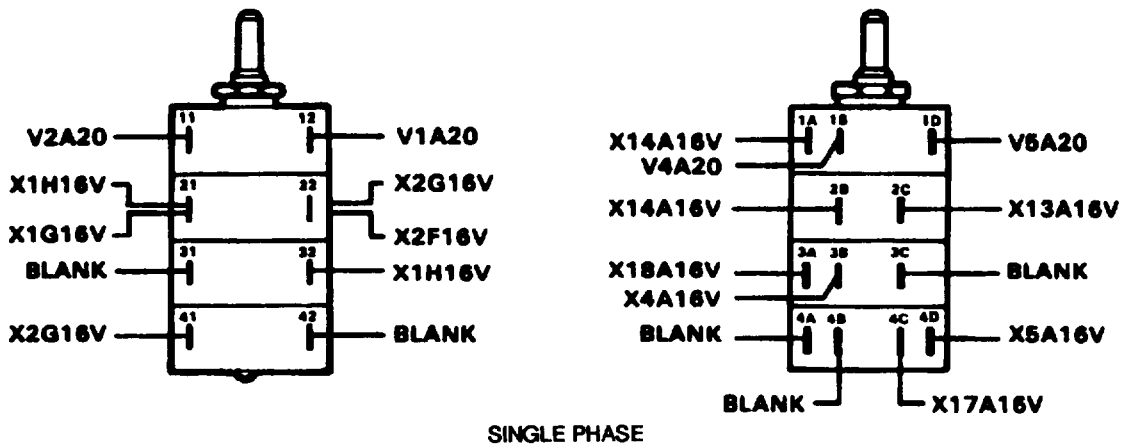 11 12
V2A20 V1A20
X1H16V X2G16V
21 22
X1G16V X2F16V
31 32
BLANK X1H16V
41 42
X2G16V BLANK
1A 1B 1D
X14A16V V5A20
V4A20
2B 2C
X14A16V X13A16V
3A 3B 3C
X18A16V BLANK
X4A16V
4A 4B 4C 4D
BLANK X5A16V
BLANK X17A16V
SINGLE PHASE